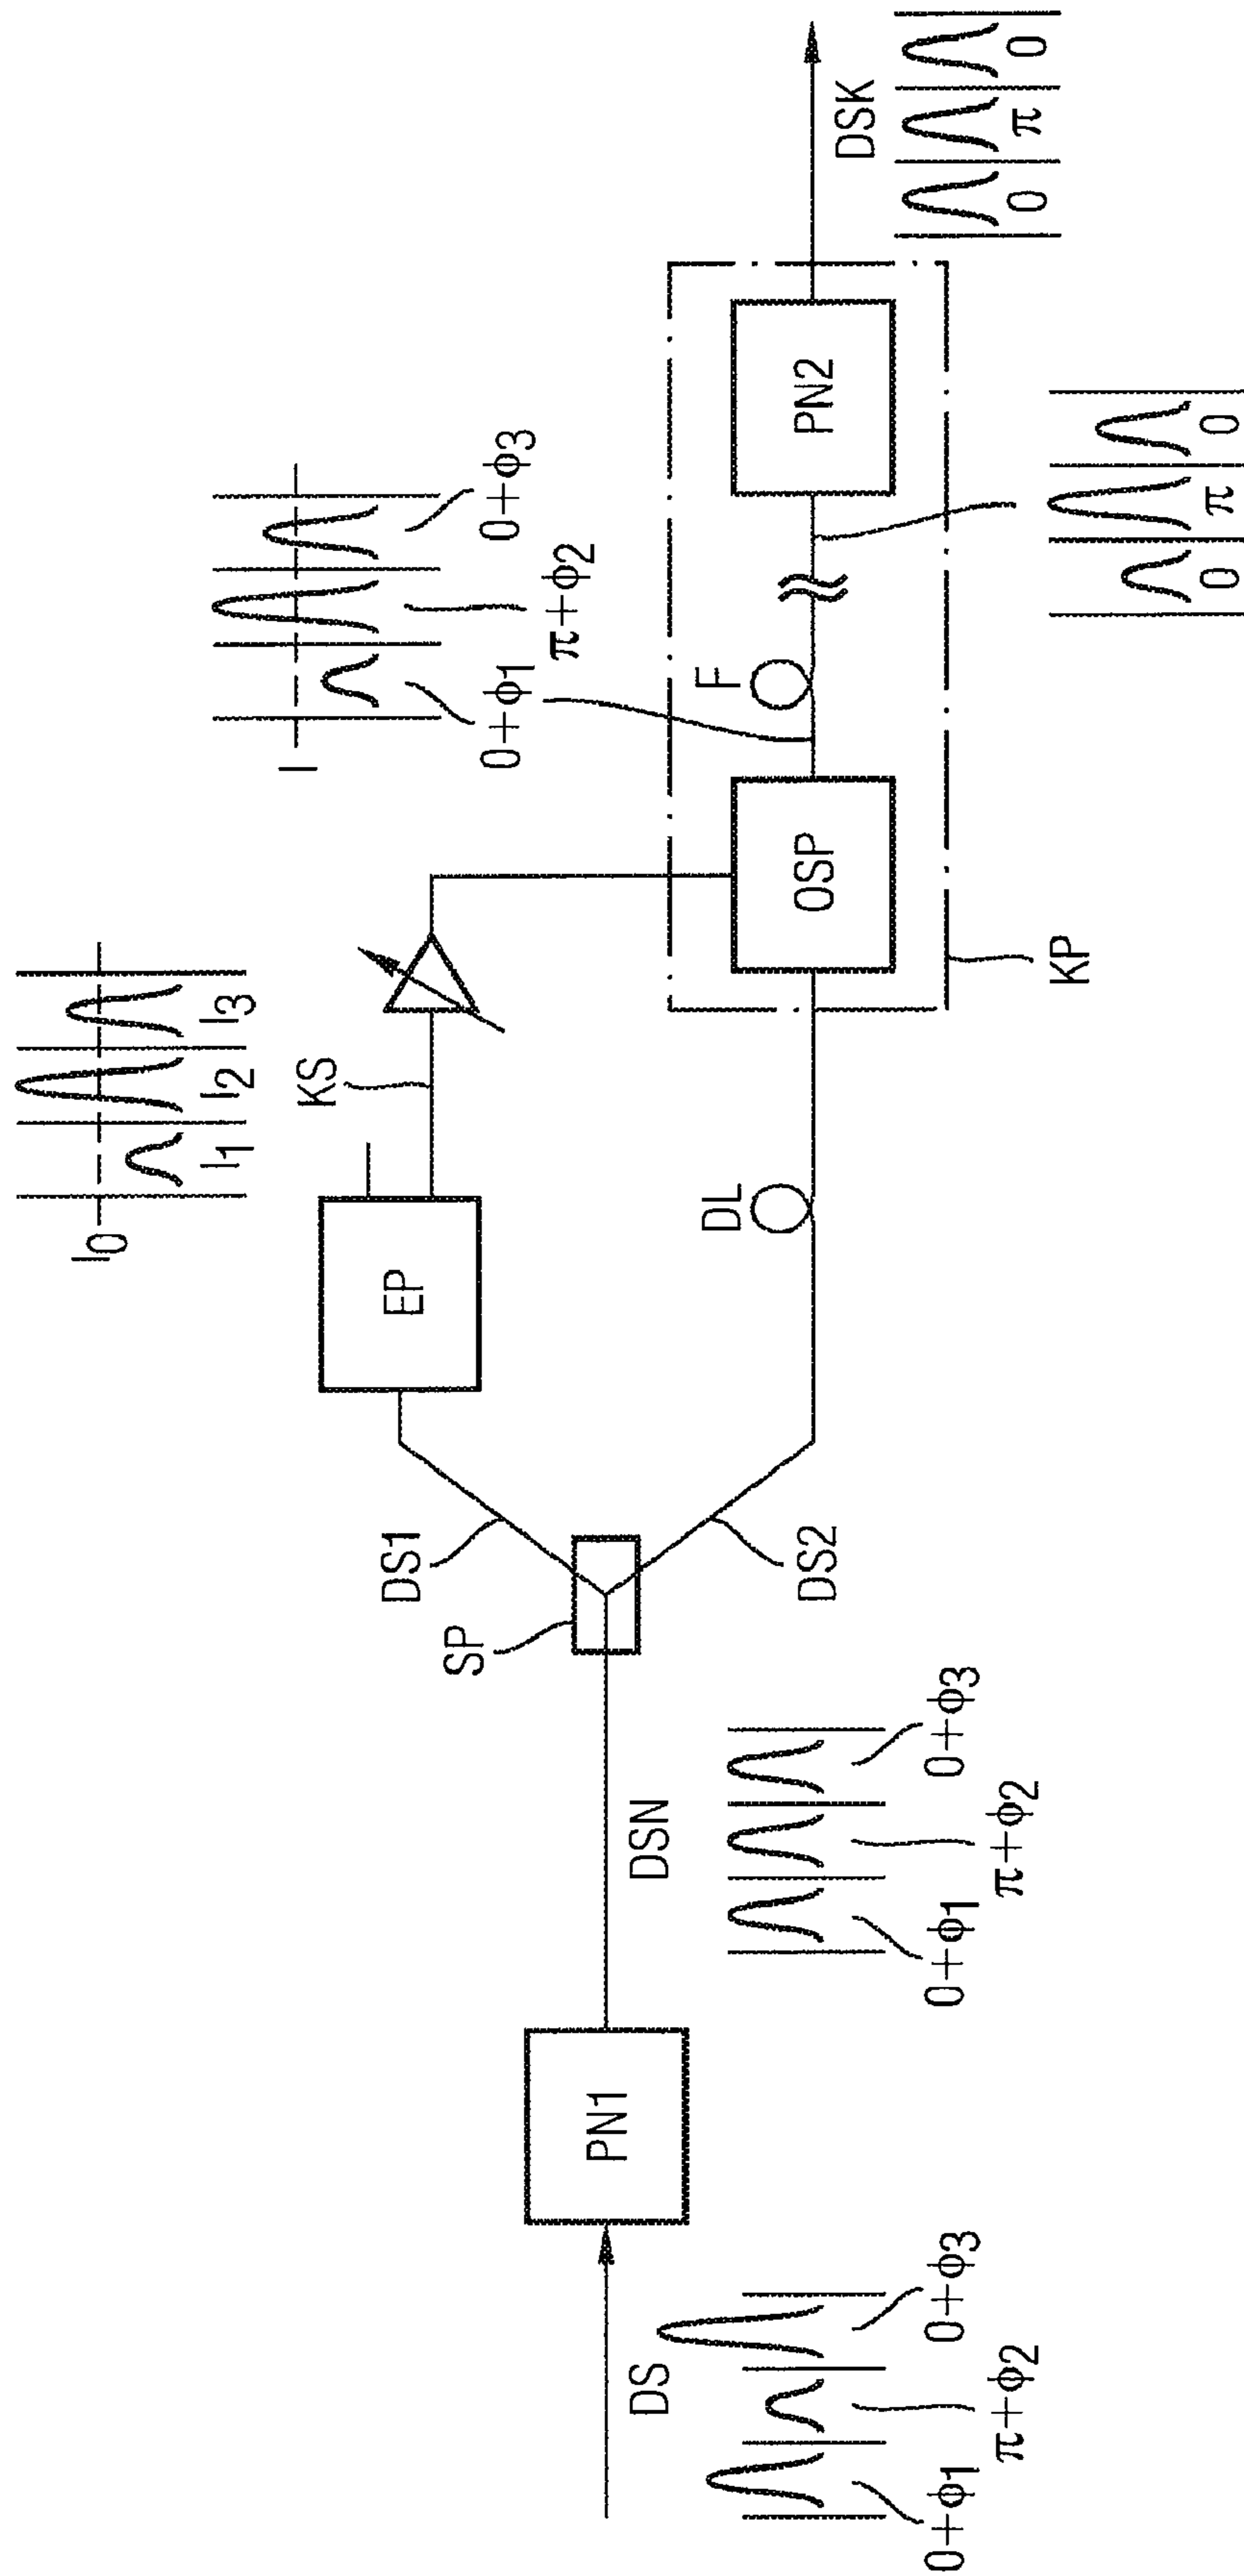 I0
I1 I2 I3
KS
EP
I
0+ϕ1 π+ϕ2 0+ϕ3
DS1
SP
DS2
DL
OSP
F
PN2
DSK
0 π 0
KP
0 π 0
DS
PN1
DSN
0+ϕ1 π+ϕ2 0+ϕ3
0+ϕ1 π+ϕ2 0+ϕ3